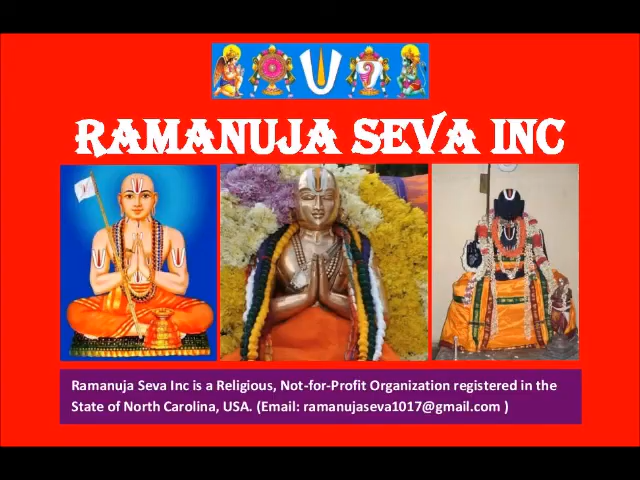 RAMANUJA SEVA INC
Ramanuja Seva Inc is a Religious, Not-for-Profit Organization registered in the
State of North Carolina, USA. (Email: ramanujaseva1017@gmail.com )